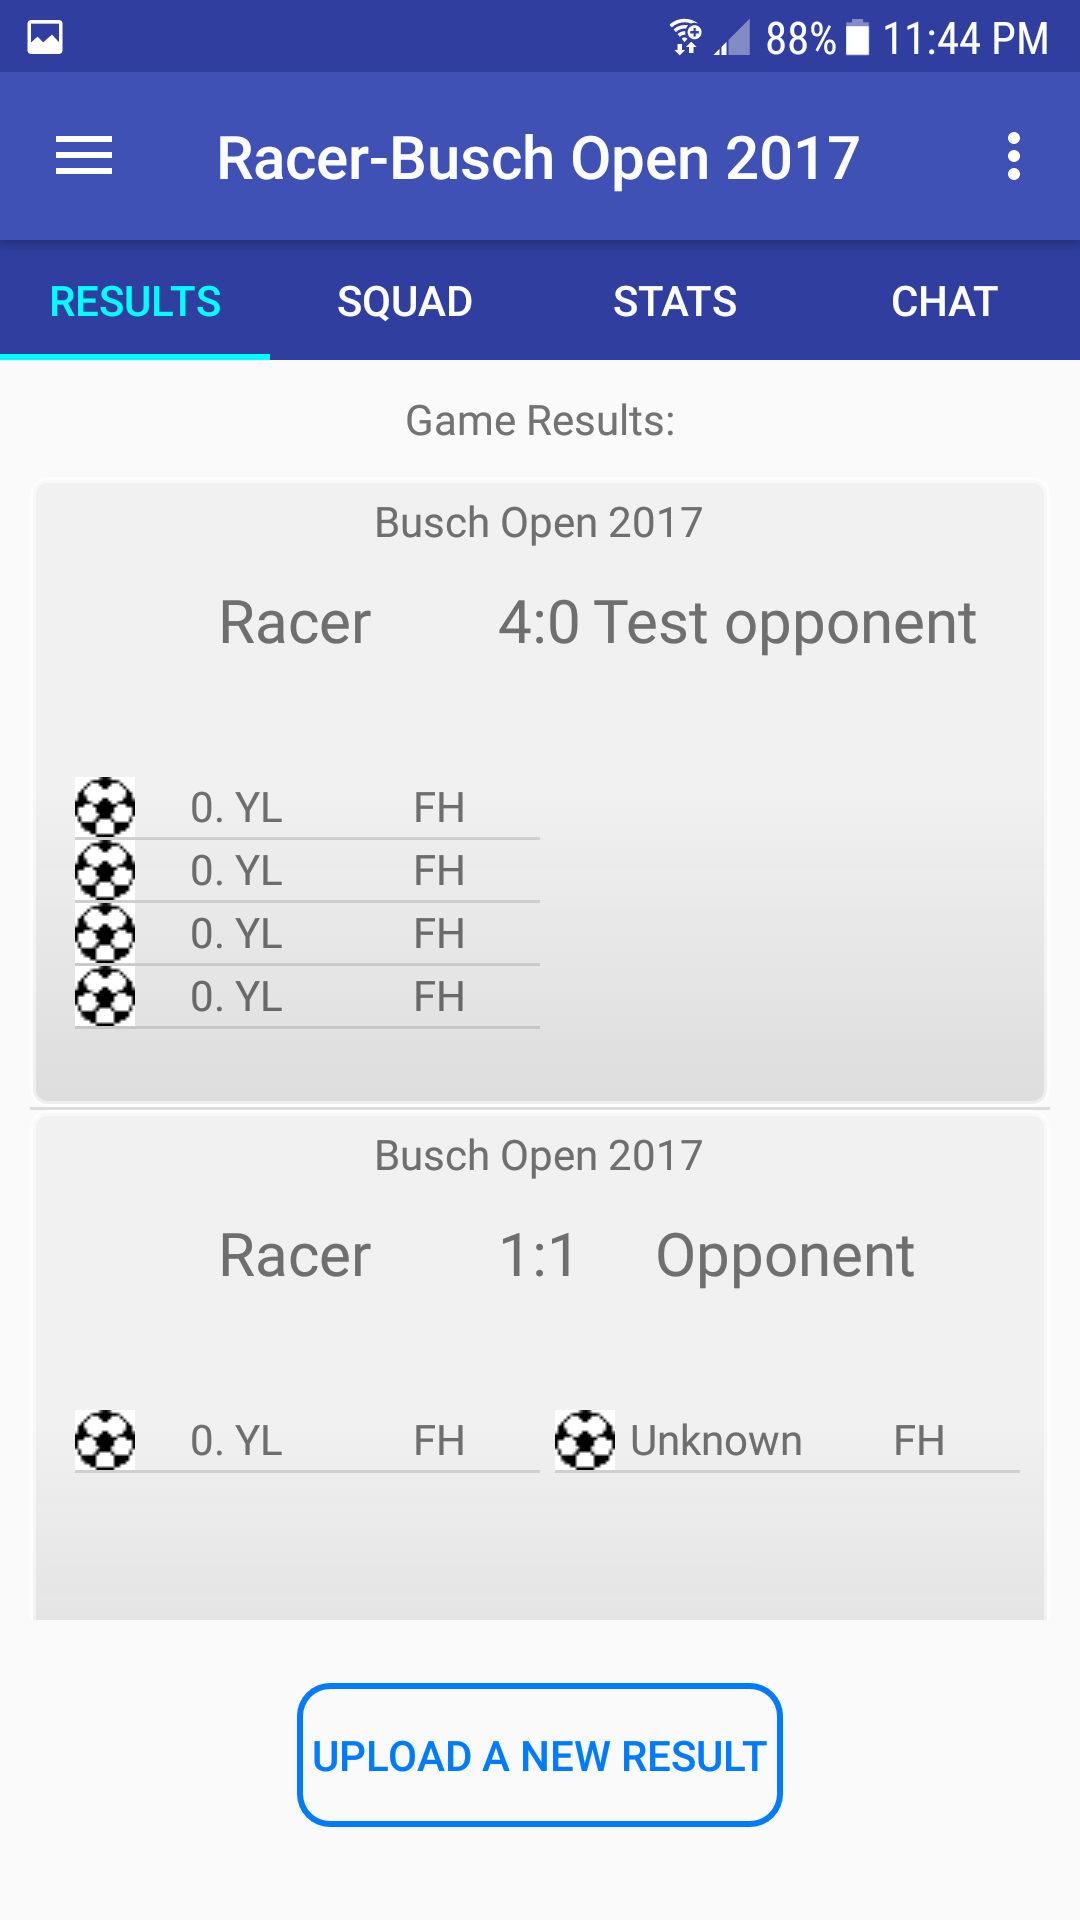 88% 11:44 PM
Racer-Busch Open 2017
RESULTS SQUAD STATS CHAT
Game Results:
Busch Open 2017
Racer 4:0 Test opponent
0. YL FH
0. YL FH
0. YL FH
0. YL FH
Busch Open 2017
Racer 1:1 Opponent
0. YL FH Unknown FH
UPLOAD A NEW RESULT